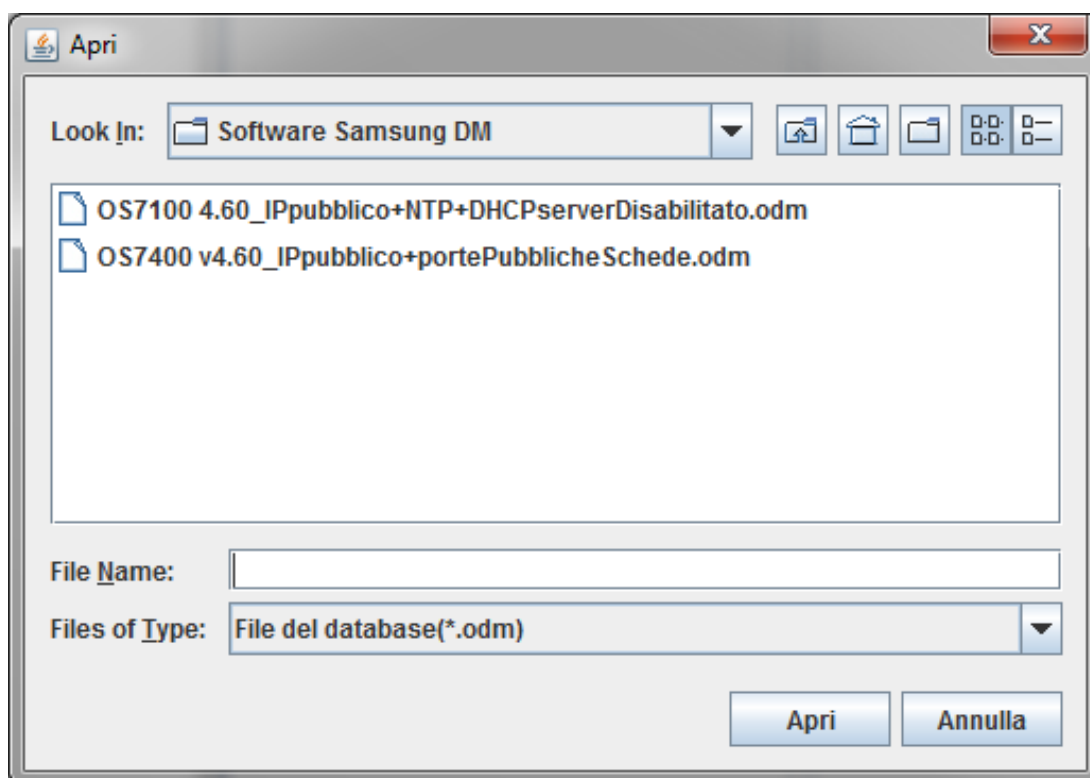 Apri
Look In: Software Samsung DM
OS7100 4.60_IPpubblico+NTP+DHCPserverDisabilitato.odm
OS7400 v4.60_IPpubblico+portePubblicheSchede.odm
File Name:
Files of Type: File del database(*.odm)
Apri Annulla